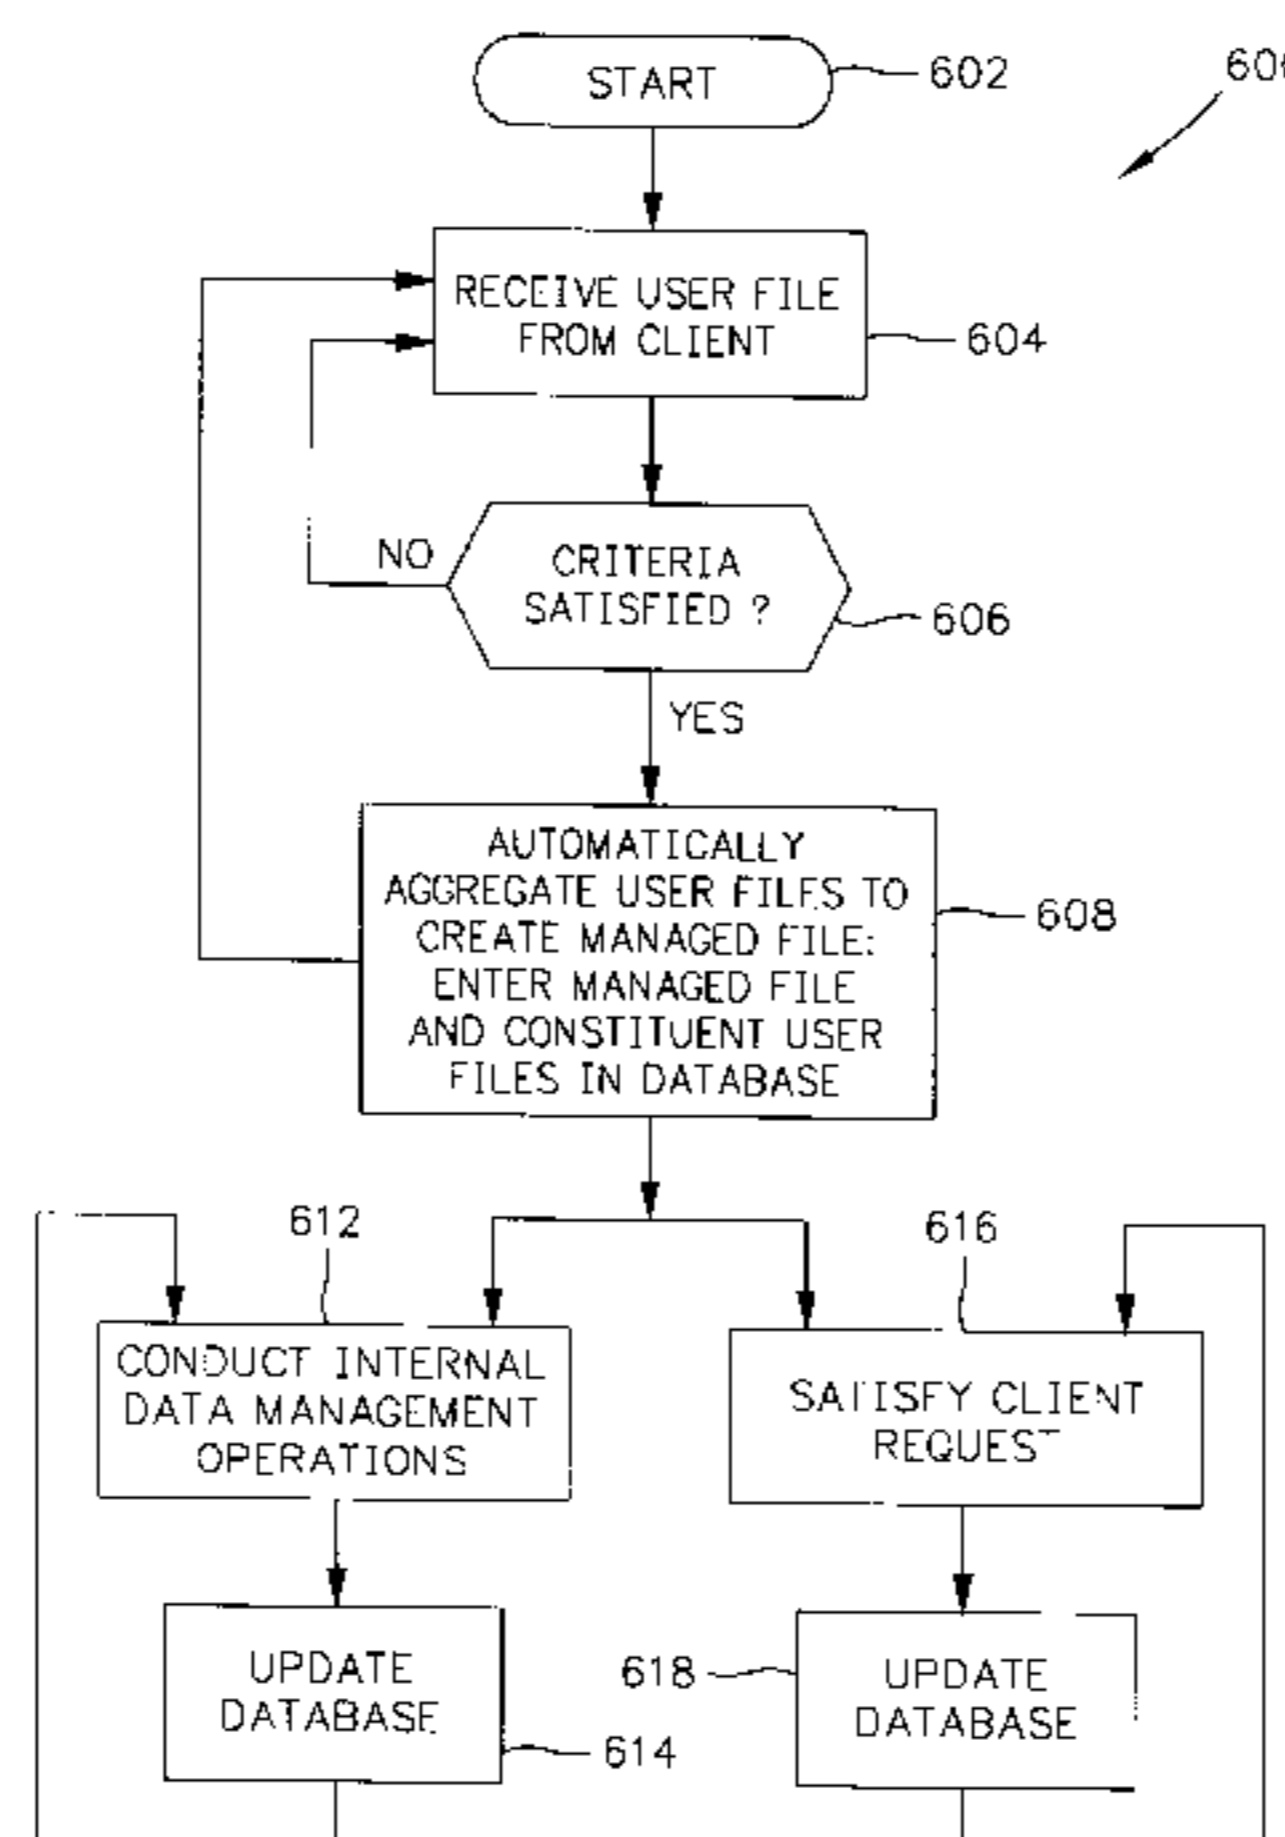 START
602
RECEIVE USER FILE
FROM CLIENT
604
NO
CRITERIA
SATISFIED ?
606
YES
AUTOMATICALLY
AGGREGATE USER FILES TO
CREATE MANAGED FILE:
ENTER MANAGED FILE
AND CONSTITUENT USER
FILES IN DATABASE
608
612
616
CONDUCT INTERNAL
DATA MANAGEMENT
OPERATIONS
SATISFY CLIENT
REQUEST
UPDATE
DATABASE
614
618
UPDATE
DATABASE